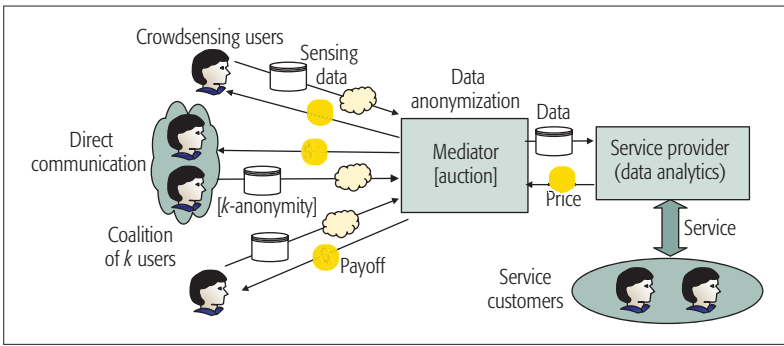 Crowdsensing users
Sensing
data
Data
anonymization
Data
Direct
communication
Mediator
[auction]
Service provider
(data analytics)
[k-anonymity]
Price
Coalition
of k users
Payoff
Service
Service
customers